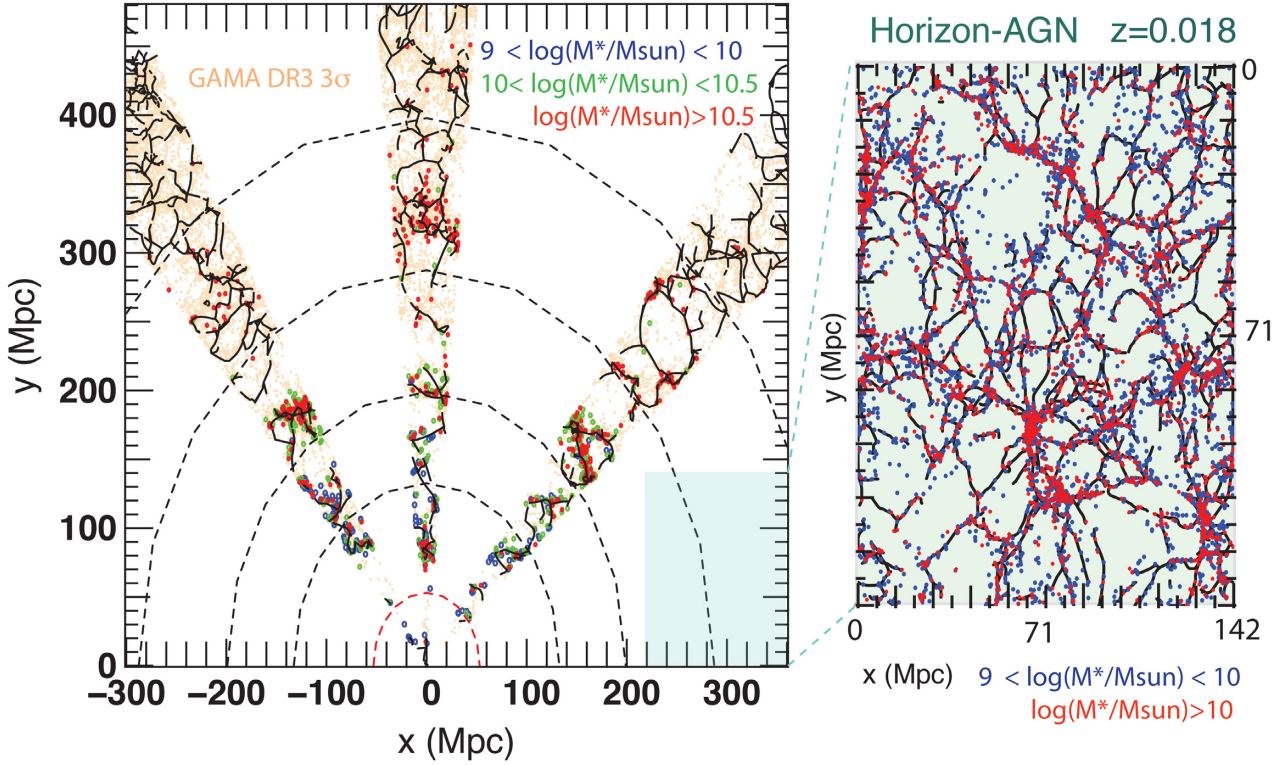 Horizon-AGN z=0.018
9 < log(M*/Msun) < 10
GAMA DR3 3σ
10< log(M*/Msun) <10.5
log(M*/Msun)>10.5
400
300
200
100
0
y (Mpc)
−300 −200 −100 0 100 200 300
x (Mpc)
0
71
y (Mpc)
0 71 142
x (Mpc) 9 < log(M*/Msun) < 10
log(M*/Msun)>10